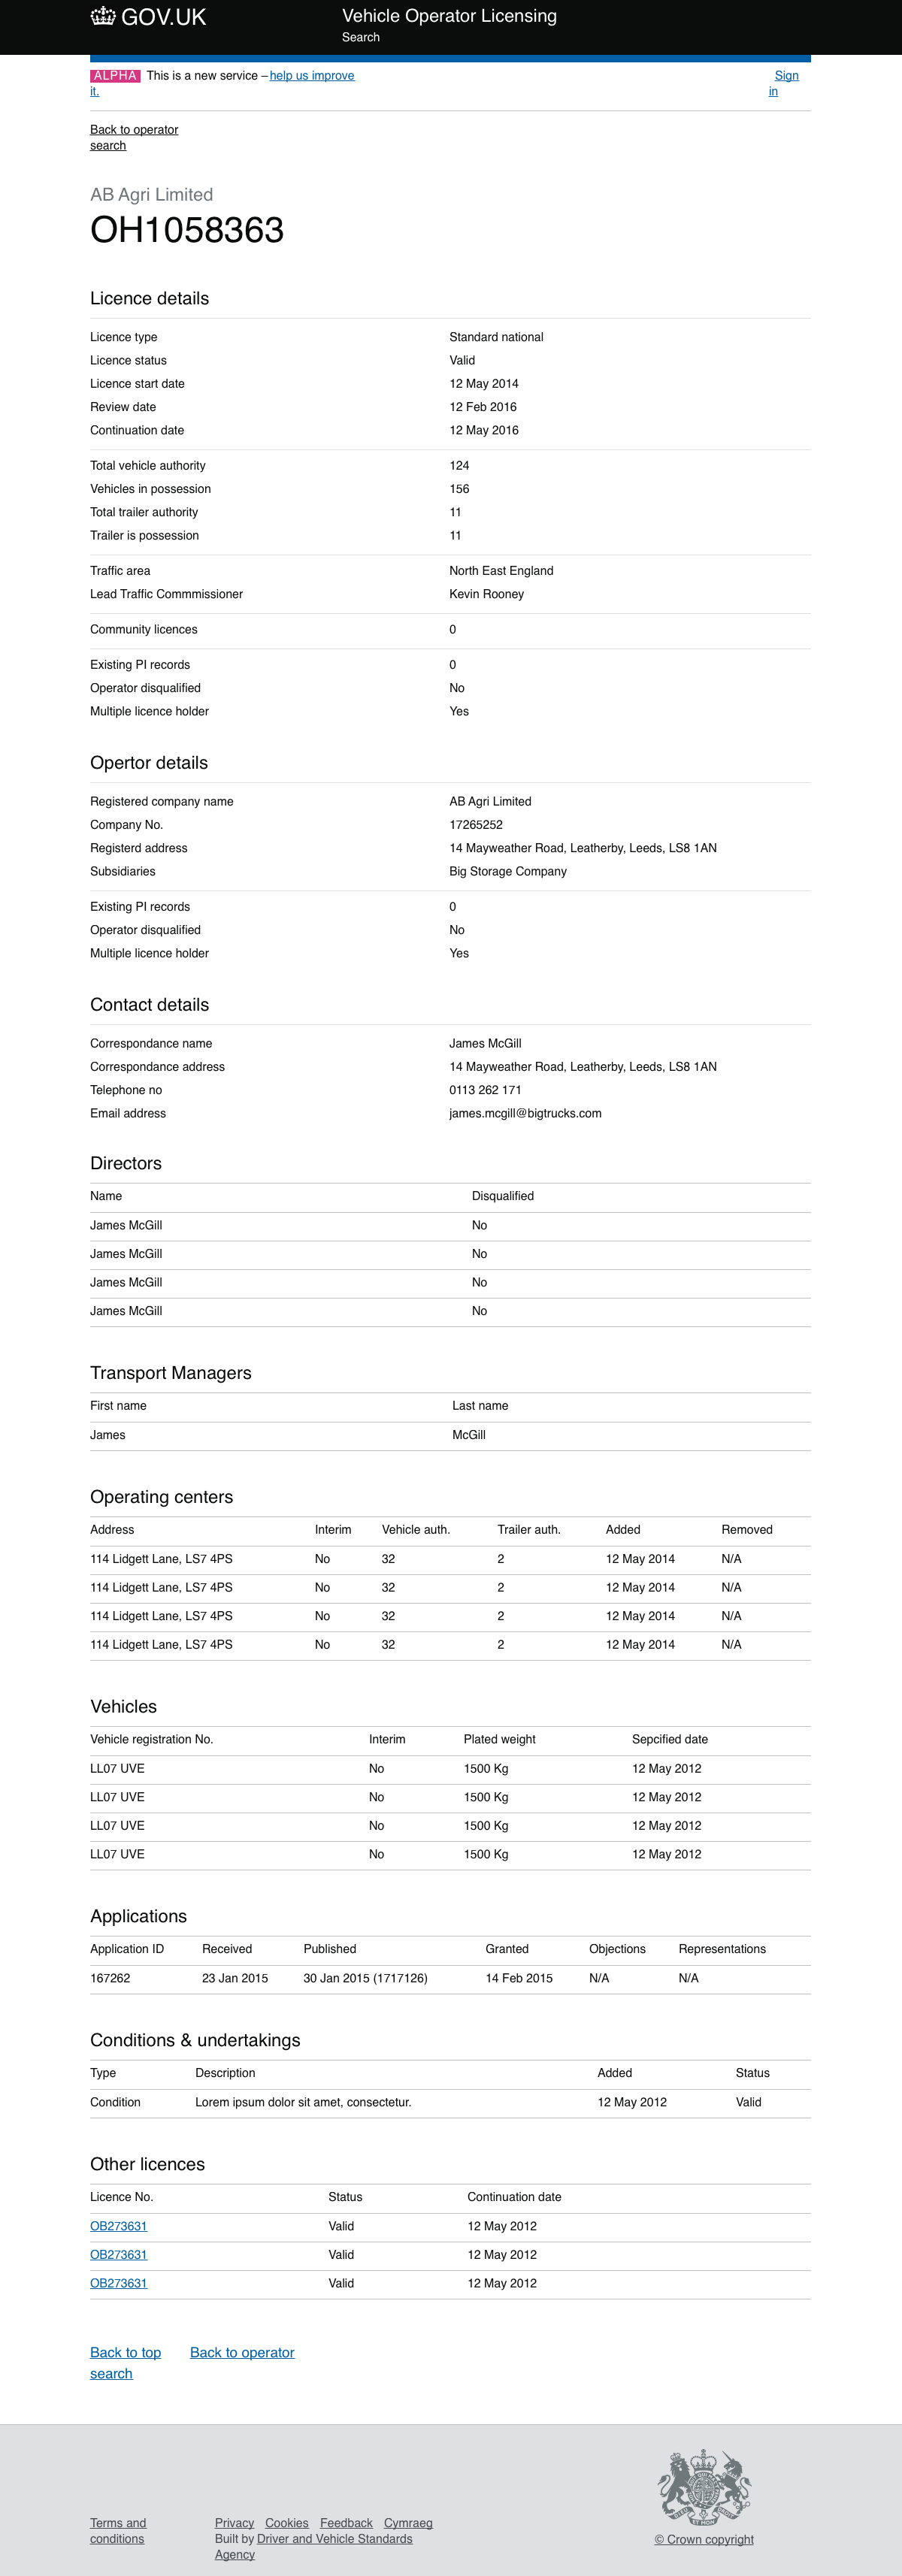 GOV.UK
Vehicle Operator Licensing
Search
ALPHA This is a new service – help us improve it.
Sign in
Back to operator search
AB Agri Limited
OH1058363
Licence details
Licence type Standard national
Licence status Valid
Licence start date 12 May 2014
Review date 12 Feb 2016
Continuation date 12 May 2016
Total vehicle authority 124
Vehicles in possession 156
Total trailer authority 11
Trailer is possession 11
Traffic area North East England
Lead Traffic Commmissioner Kevin Rooney
Community licences 0
Existing PI records 0
Operator disqualified No
Multiple licence holder Yes
Opertor details
Registered company name AB Agri Limited
Company No. 17265252
Registerd address 14 Mayweather Road, Leatherby, Leeds, LS8 1AN
Subsidiaries Big Storage Company
Existing PI records 0
Operator disqualified No
Multiple licence holder Yes
Contact details
Correspondance name James McGill
Correspondance address 14 Mayweather Road, Leatherby, Leeds, LS8 1AN
Telephone no 0113 262 171
Email address james.mcgill@bigtrucks.com
Directors
Name Disqualified
James McGill No
James McGill No
James McGill No
James McGill No
Transport Managers
First name Last name
James McGill
Operating centers
Address Interim Vehicle auth. Trailer auth. Added Removed
114 Lidgett Lane, LS7 4PS No 32 2 12 May 2014 N/A
114 Lidgett Lane, LS7 4PS No 32 2 12 May 2014 N/A
114 Lidgett Lane, LS7 4PS No 32 2 12 May 2014 N/A
114 Lidgett Lane, LS7 4PS No 32 2 12 May 2014 N/A
Vehicles
Vehicle registration No. Interim Plated weight Sepcified date
LL07 UVE No 1500 Kg 12 May 2012
LL07 UVE No 1500 Kg 12 May 2012
LL07 UVE No 1500 Kg 12 May 2012
LL07 UVE No 1500 Kg 12 May 2012
Applications
Application ID Received Published Granted Objections Representations
167262 23 Jan 2015 30 Jan 2015 (1717126) 14 Feb 2015 N/A N/A
Conditions & undertakings
Type Description Added Status
Condition Lorem ipsum dolor sit amet, consectetur. 12 May 2012 Valid
Other licences
Licence No. Status Continuation date
OB273631 Valid 12 May 2012
OB273631 Valid 12 May 2012
OB273631 Valid 12 May 2012
Back to top Back to operator
search
Terms and conditions
Privacy Cookies Feedback Cymraeg
Built by Driver and Vehicle Standards
Agency
© Crown copyright